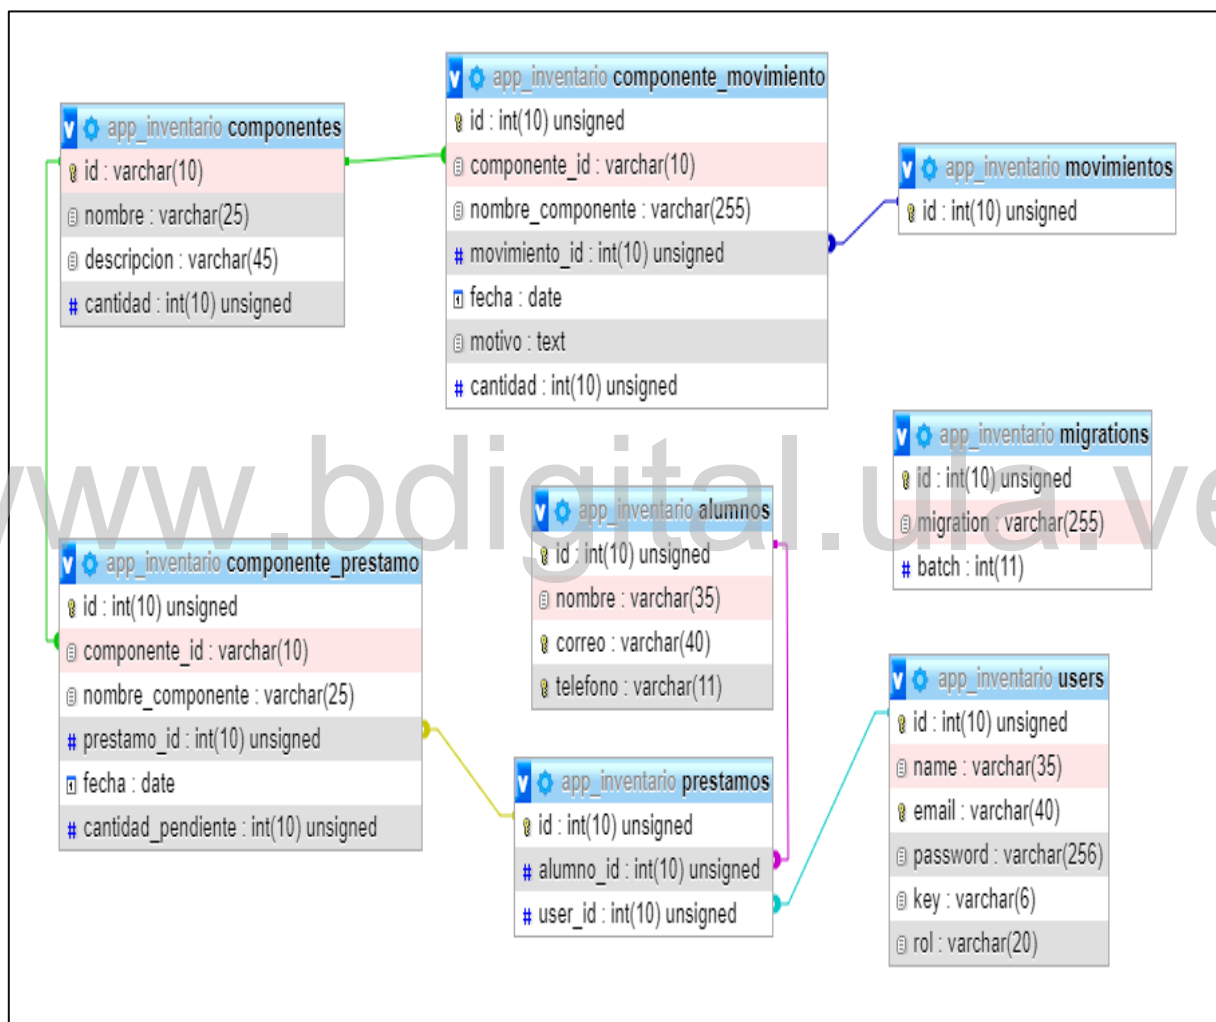 app_inventario componente_movimiento
id : int(10) unsigned
componente_id : varchar(10)
nombre_componente : varchar(255)
movimiento_id : int(10) unsigned
fecha : date
motivo : text
cantidad : int(10) unsigned
app_inventario componentes
id : varchar(10)
nombre : varchar(25)
descripcion : varchar(45)
cantidad : int(10) unsigned
app_inventario movimientos
id : int(10) unsigned
app_inventario migrations
id : int(10) unsigned
migration : varchar(255)
batch : int(11)
www.bdigital.ula.ve
app_inventario alumnos
id : int(10) unsigned
nombre : varchar(35)
correo : varchar(40)
telefono : varchar(11)
app_inventario componente_prestamo
id : int(10) unsigned
componente_id : varchar(10)
nombre_componente : varchar(25)
prestamo_id : int(10) unsigned
fecha : date
cantidad_pendiente : int(10) unsigned
app_inventario prestamos
id : int(10) unsigned
alumno_id : int(10) unsigned
user_id : int(10) unsigned
app_inventario users
id : int(10) unsigned
name : varchar(35)
email : varchar(40)
password : varchar(256)
key : varchar(6)
rol : varchar(20)